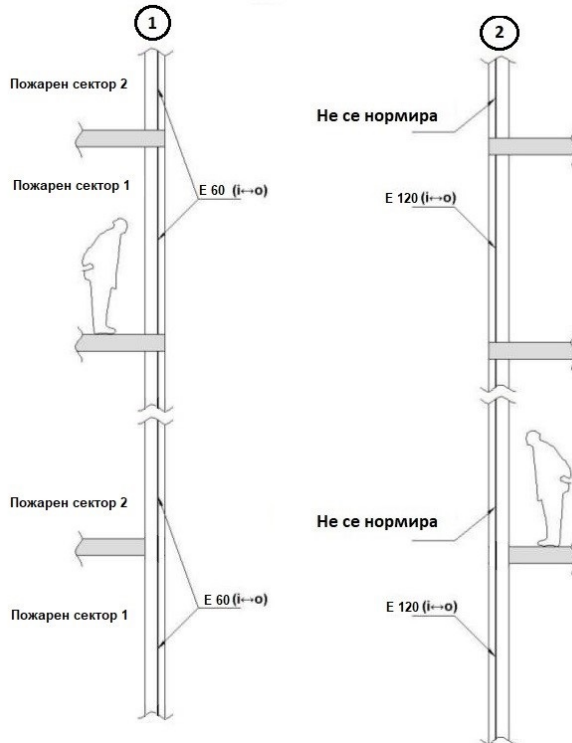 1
Пожарен сектор 2
Пожарен сектор 1
E 60 (i↔o)
Пожарен сектор 2
E 60 (i↔o)
Пожарен сектор 1
2
Не се нормира
E 120 (i↔o)
Не се нормира
E 120 (i↔o)